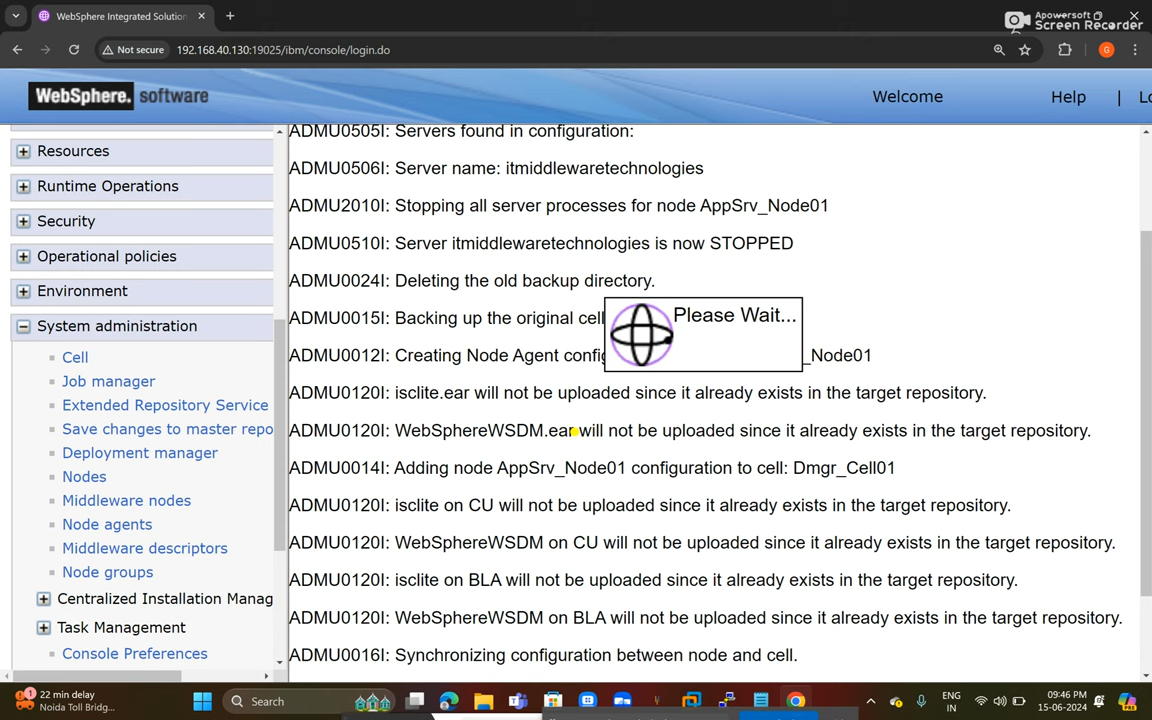 WebSphere Integrated Solution
Apowersoft
Screen Recorder
Not secure
192.168.40.130:19025/ibm/console/login.do
G
WebSphere. software
Welcome
Help
|
Lo
Resources
Runtime Operations
Security
Operational policies
Environment
System administration
Cell
Job manager
Extended Repository Service
Save changes to master repo
Deployment manager
Nodes
Middleware nodes
Node agents
Middleware descriptors
Node groups
Centralized Installation Manag
Task Management
Console Preferences
ADMU0505I: Servers found in configuration:
ADMU0506I: Server name: itmiddlewaretechnologies
ADMU2010I: Stopping all server processes for node AppSrv_Node01
ADMU0510I: Server itmiddlewaretechnologies is now STOPPED
ADMU0024I: Deleting the old backup directory.
ADMU0015I: Backing up the original cell
Please Wait...
ADMU0012I: Creating Node Agent config _Node01
ADMU0120I: isclite.ear will not be uploaded since it already exists in the target repository.
ADMU0120I: WebSphereWSDM.ear will not be uploaded since it already exists in the target repository.
ADMU0014I: Adding node AppSrv_Node01 configuration to cell: Dmgr_Cell01
ADMU0120I: isclite on CU will not be uploaded since it already exists in the target repository.
ADMU0120I: WebSphereWSDM on CU will not be uploaded since it already exists in the target repository.
ADMU0120I: isclite on BLA will not be uploaded since it already exists in the target repository.
ADMU0120I: WebSphereWSDM on BLA will not be uploaded since it already exists in the target repository.
ADMU0016I: Synchronizing configuration between node and cell.
1
22 min delay
Noida Toll Bridg...
Search
ENG
IN
09:46 PM
15-06-2024